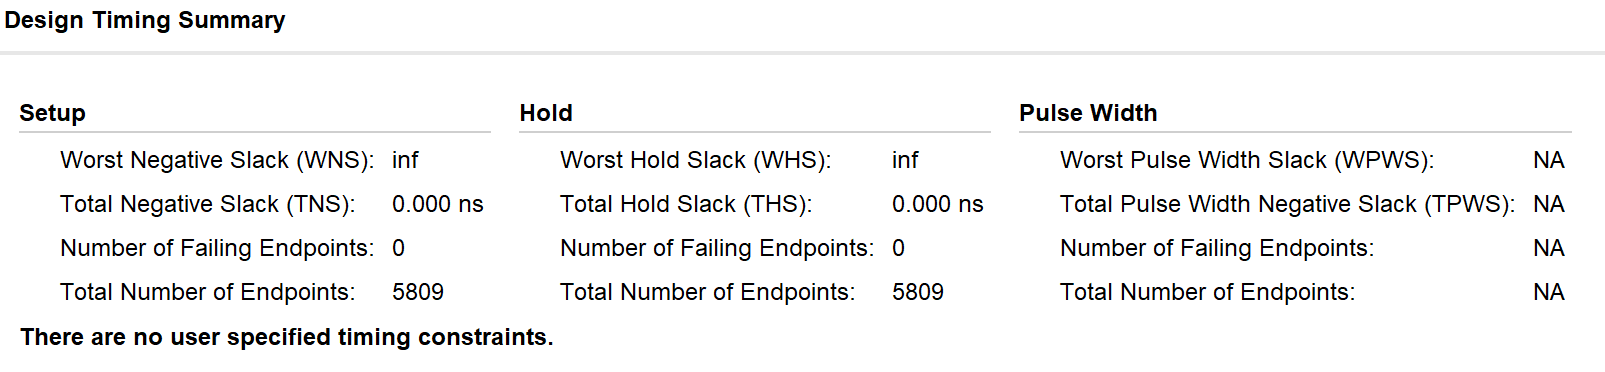 Design Timing Summary
Setup Hold Pulse Width
Worst Negative Slack (WNS): inf Worst Hold Slack (WHS): inf Worst Pulse Width Slack (WPWS): NA
Total Negative Slack (TNS): 0.000 ns Total Hold Slack (THS): 0.000 ns Total Pulse Width Negative Slack (TPWS): NA
Number of Failing Endpoints: 0 Number of Failing Endpoints: 0 Number of Failing Endpoints: NA
Total Number of Endpoints: 5809 Total Number of Endpoints: 5809 Total Number of Endpoints: NA
There are no user specified timing constraints.